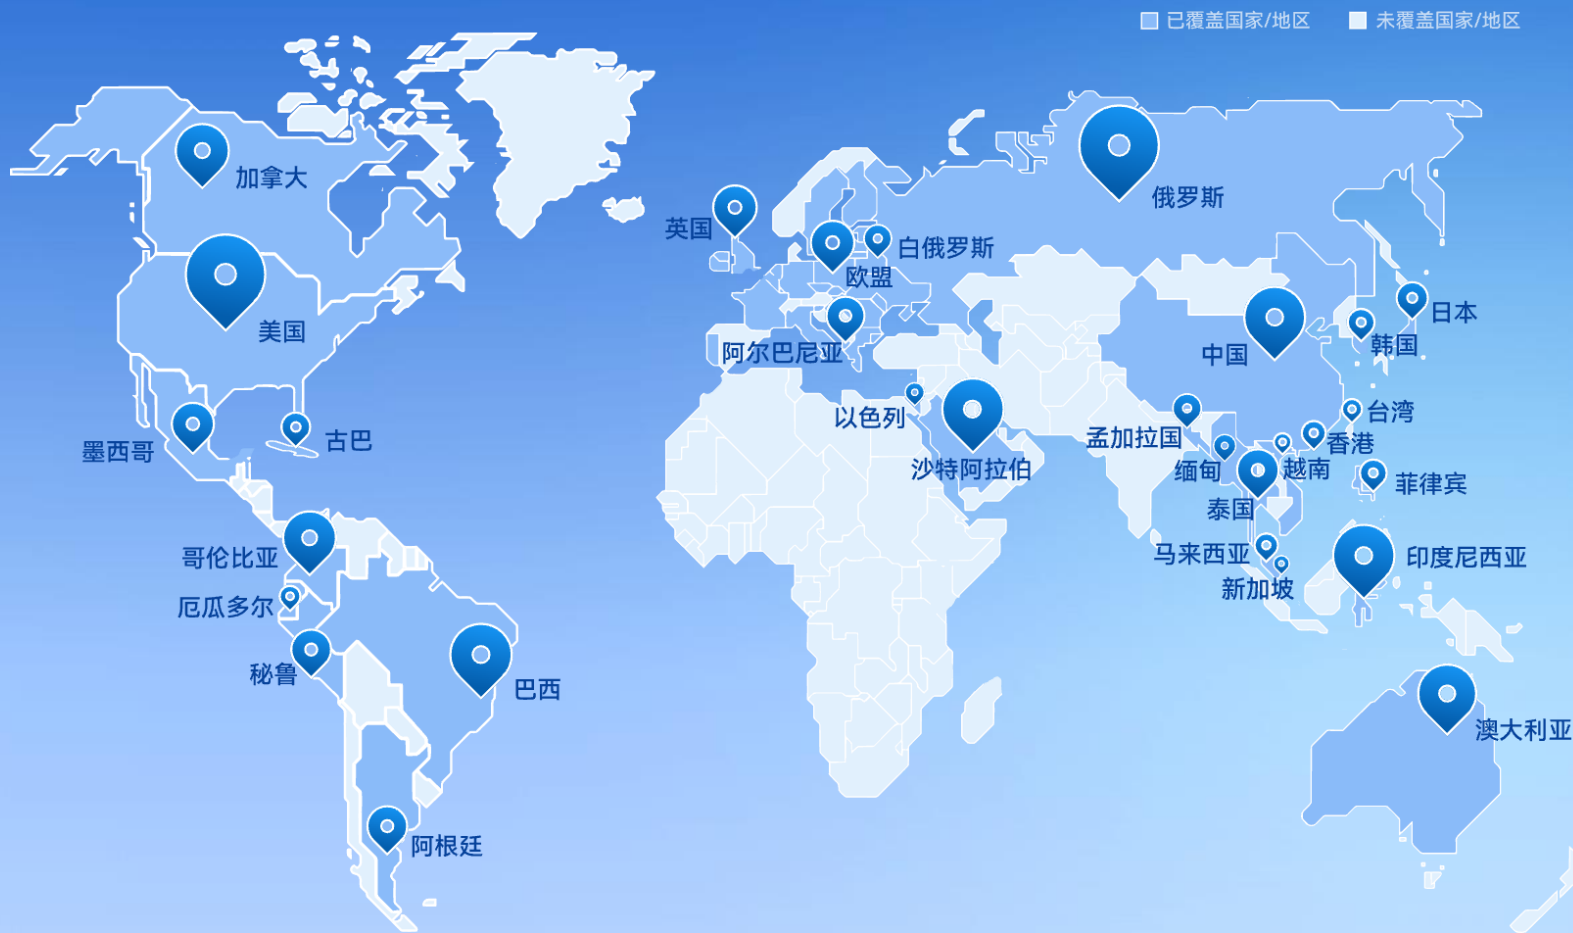 已覆盖国家/地区
未覆盖国家/地区
加拿大
俄罗斯
英国
白俄罗斯
欧盟
美国
日本
韩国
中国
阿尔巴尼亚
以色列
台湾
孟加拉国
香港
墨西哥
古巴
沙特阿拉伯
缅甸
越南
菲律宾
泰国
哥伦比亚
马来西亚
印度尼西亚
新加坡
厄瓜多尔
秘鲁
巴西
澳大利亚
阿根廷